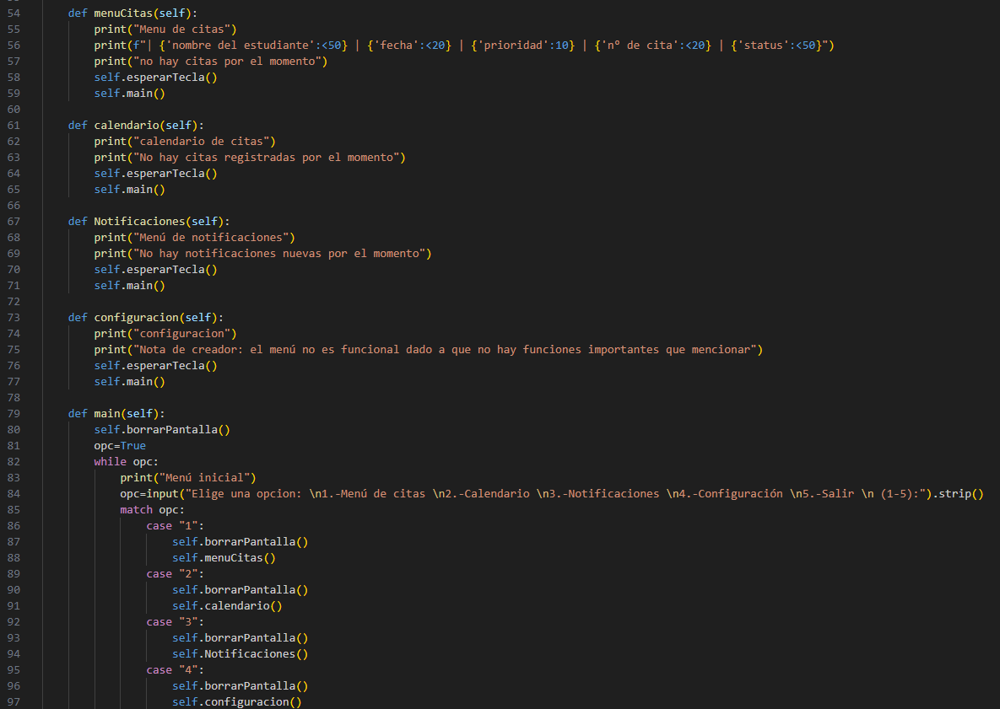 54 def menuCitas(self):
55 print("Menu de citas")
56 print(f"| {'nombre del estudiante':<50} | {'fecha':<20} | {'prioridad':10} | {'n° de cita':<20} | {'status':<50}")
57 print("no hay citas por el momento")
58 self.esperarTecla()
59 self.main()
60
61 def calendario(self):
62 print("calendario de citas")
63 print("No hay citas registradas por el momento")
64 self.esperarTecla()
65 self.main()
66
67 def Notificaciones(self):
68 print("Menú de notificaciones")
69 print("No hay notificaciones nuevas por el momento")
70 self.esperarTecla()
71 self.main()
72
73 def configuracion(self):
74 print("configuracion")
75 print("Nota de creador: el menú no es funcional dado a que no hay funciones importantes que mencionar")
76 self.esperarTecla()
77 self.main()
78
79 def main(self):
80 self.borrarPantalla()
81 opc=True
82 while opc:
83 print("Menú inicial")
84 opc=input("Elige una opcion: \n1.-Menú de citas \n2.-Calendario \n3.-Notificaciones \n4.-Configuración \n5.-Salir \n (1-5):").strip()
85 match opc:
86 case "1":
87 self.borrarPantalla()
88 self.menuCitas()
89 case "2":
90 self.borrarPantalla()
91 self.calendario()
92 case "3":
93 self.borrarPantalla()
94 self.Notificaciones()
95 case "4":
96 self.borrarPantalla()
97 self.configuracion()